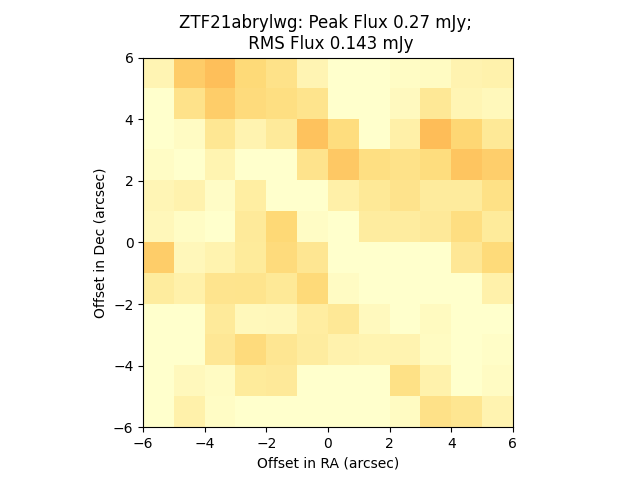 ZTF21abrylwg: Peak Flux 0.27 mJy;
RMS Flux 0.143 mJy
6
4
2
0
−2
−4
−6
Offset in Dec (arcsec)
−6 −4 −2 0 2 4 6
Offset in RA (arcsec)